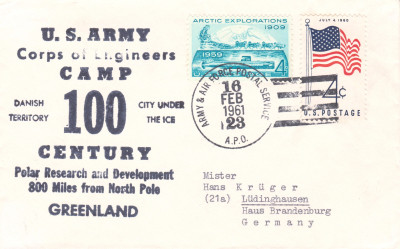 U.S. ARMY
Corps of Engineers
CAMP
DANISH TERRITORY 100 CITY UNDER THE ICE
CENTURY
Polar Research and Development
800 Miles from North Pole
GREENLAND
ARCTIC EXPLORATIONS
1909
1959
4
JULY 4, 1960
4¢
U.S. POSTAGE
ARMY & AIR FORCE POSTAL SERVICE
16
FEB
1961
23
A.P.O.
Mister
Hans Krüger
(21a) Lüdinghausen
Haus Brandenburg
Germany